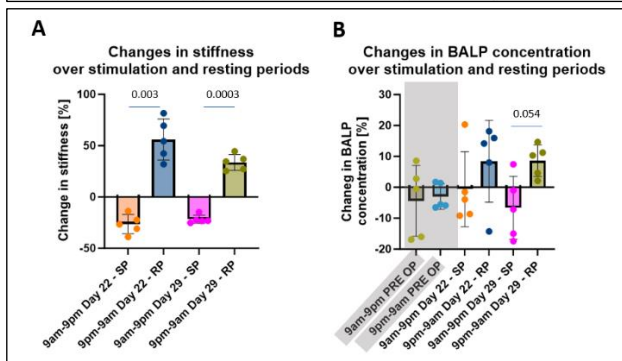 A
Changes in stiffness
over stimulation and resting periods
Change in stiffness [%]
100
50
0
-50
0.003
0.0003
9am-9pm Day 22 - SP
9pm-9am Day 22 - RP
9am-9pm Day 29 - SP
9pm-9am Day 29 - RP
B
Changes in BALP concentration
over stimulation and resting periods
Chaneg in BALP
concentration [%]
30
20
10
0
-10
-20
0.054
9am-9pm PRE OP
9pm-9am PRE OP
9am-9pm Day 22 - SP
9pm-9am Day 22 - RP
9am-9pm Day 29 - SP
9pm-9am Day 29 - RP